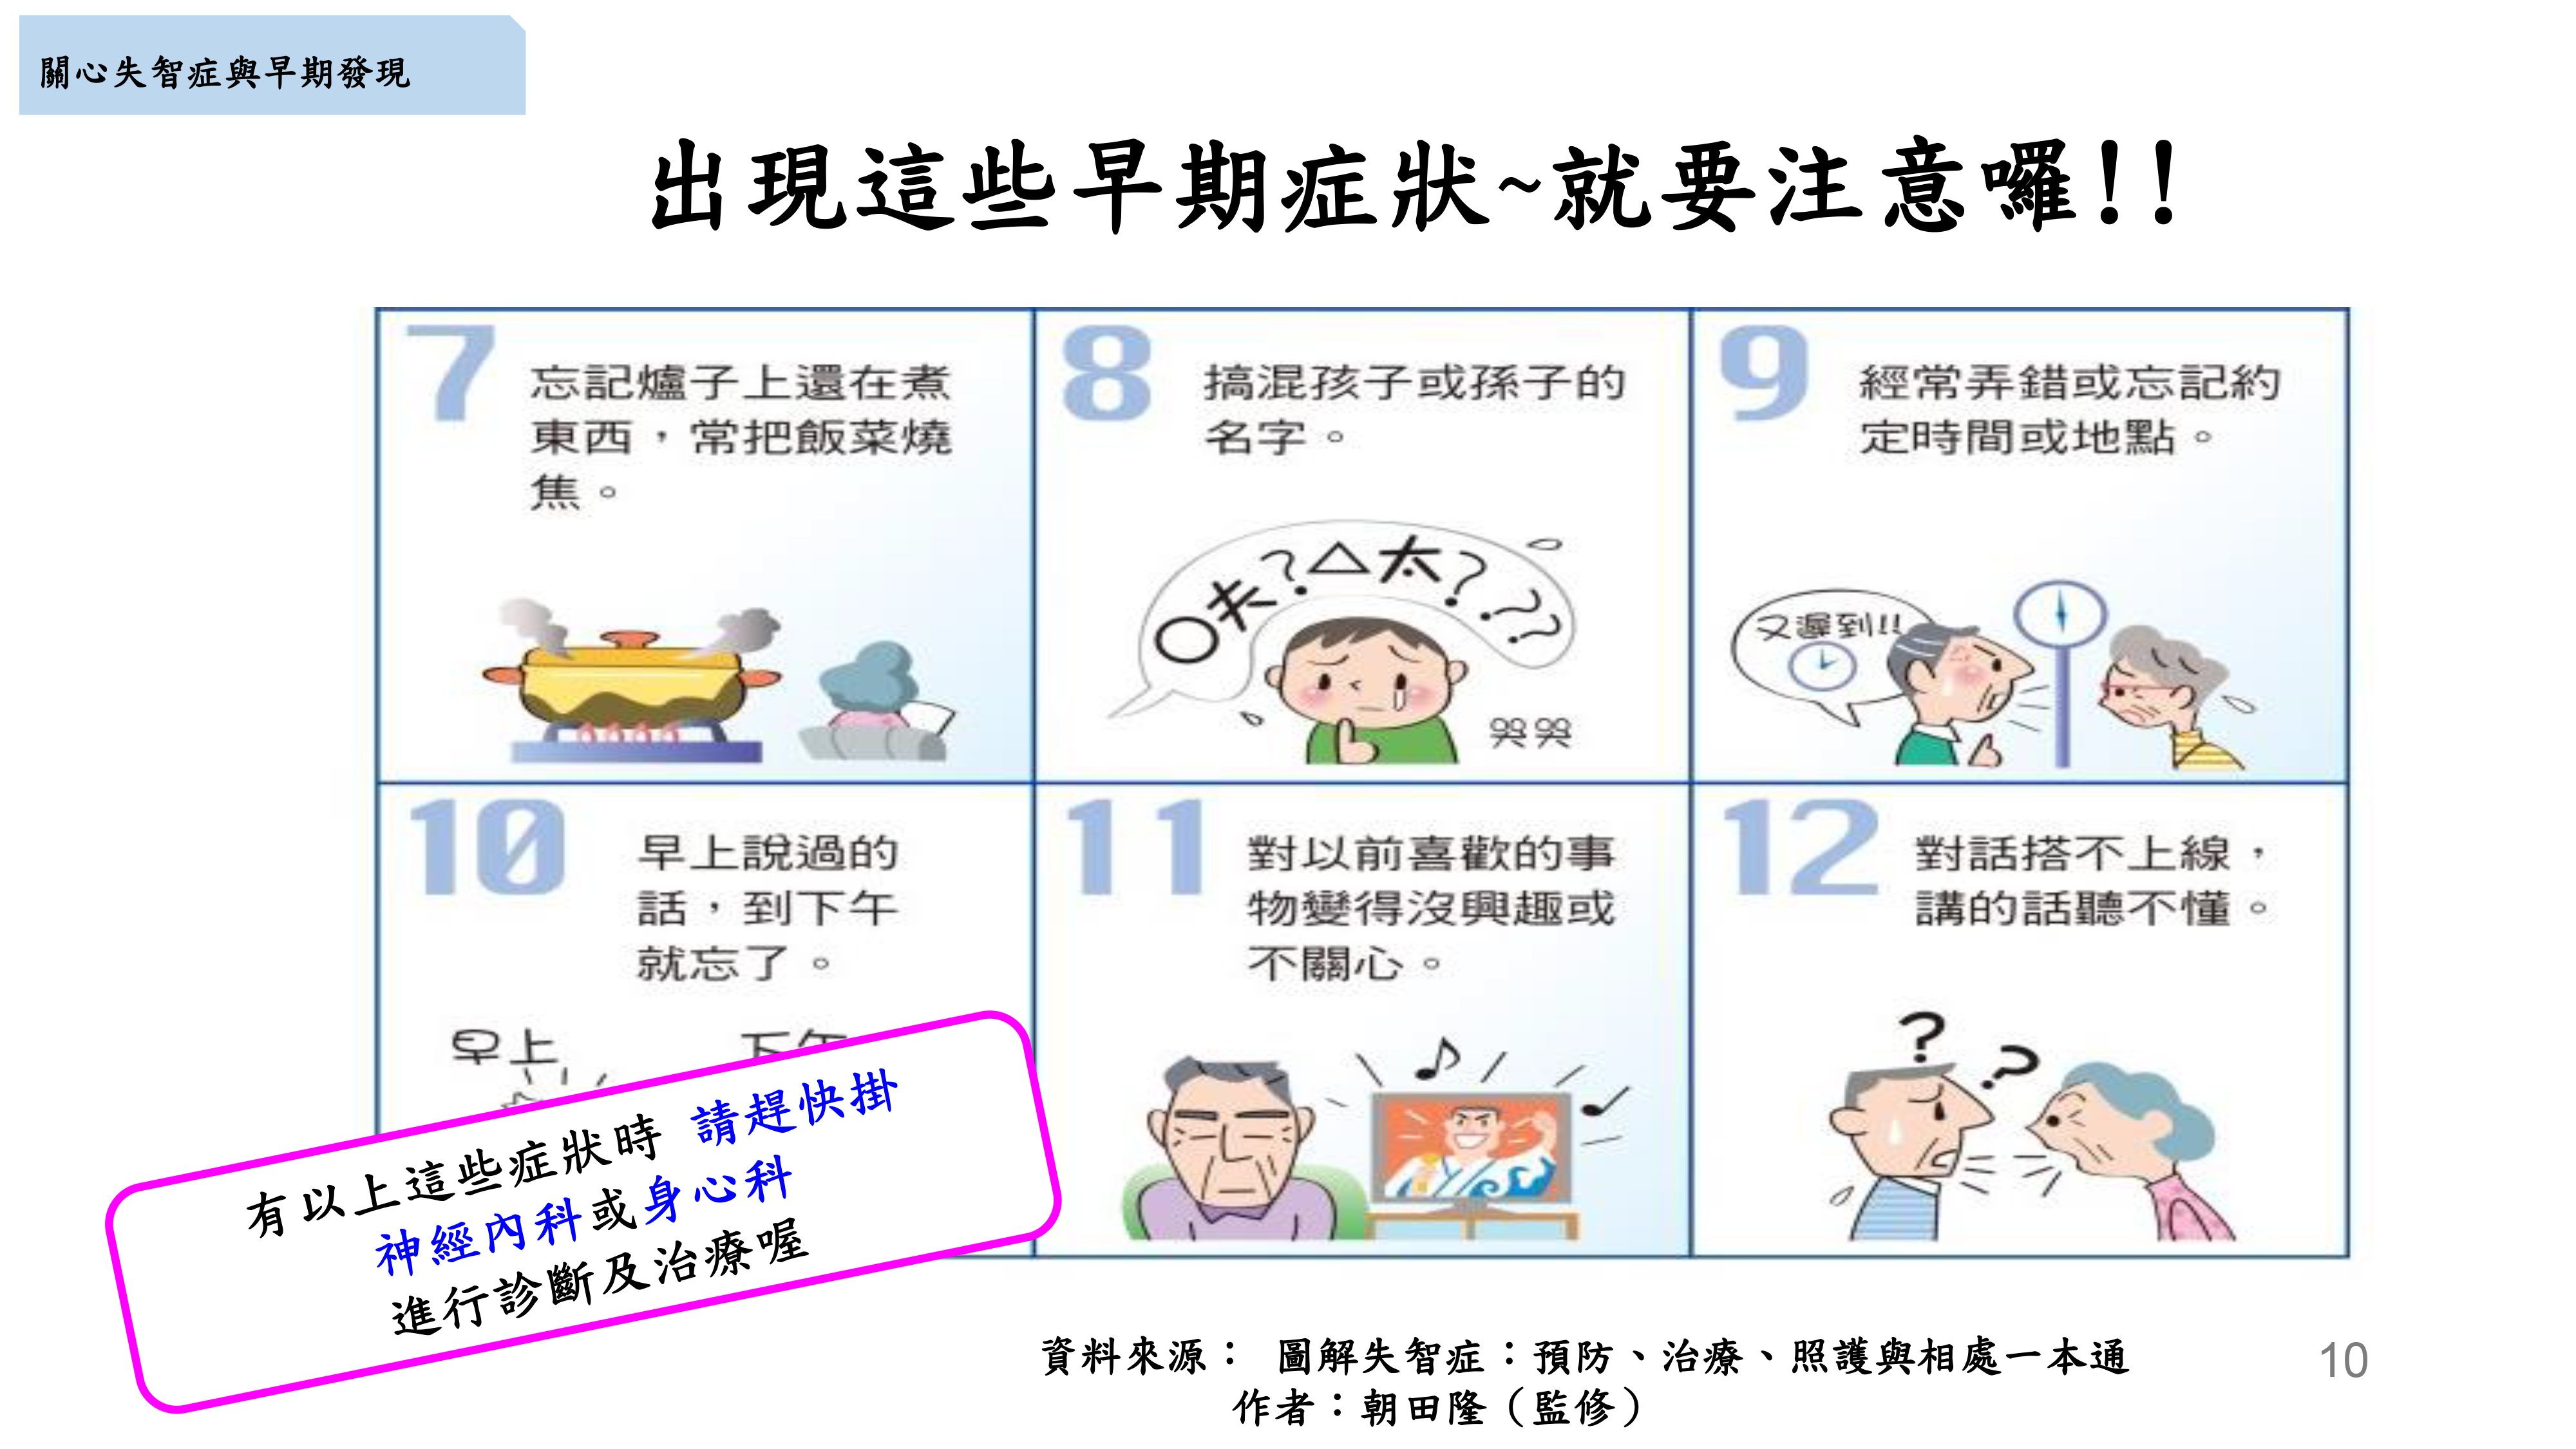 關心失智症與早期發現
出現這些早期症狀~就要注意囉!!
7
忘記爐子上還在煮
東西，常把飯菜燒
焦。
8
搞混孩子或孫子的
名字。
〇夫?△太???
哭哭
9
經常弄錯或忘記約
定時間或地點。
又遲到!!
10
早上說過的
話，到下午
就忘了。
早上
下午
11
對以前喜歡的事
物變得沒興趣或
不關心。
12
對話搭不上線，
講的話聽不懂。
? ?
有以上這些症狀時 請趕快掛
神經內科或身心科
進行診斷及治療喔
資料來源： 圖解失智症：預防、治療、照護與相處一本通
作者：朝田隆（監修）
10